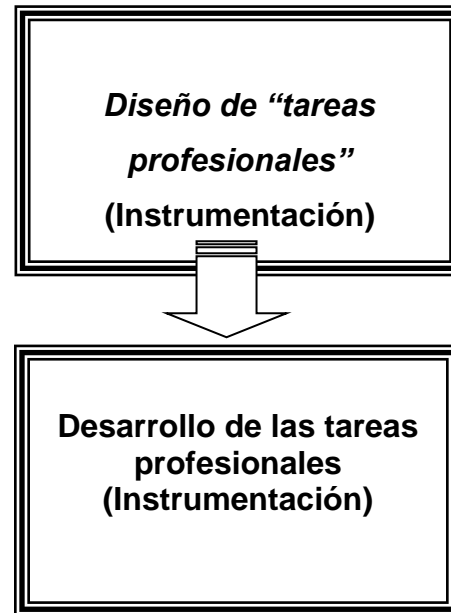 Diseño de “tareas
profesionales”
(Instrumentación)
Desarrollo de las tareas
profesionales
(Instrumentación)